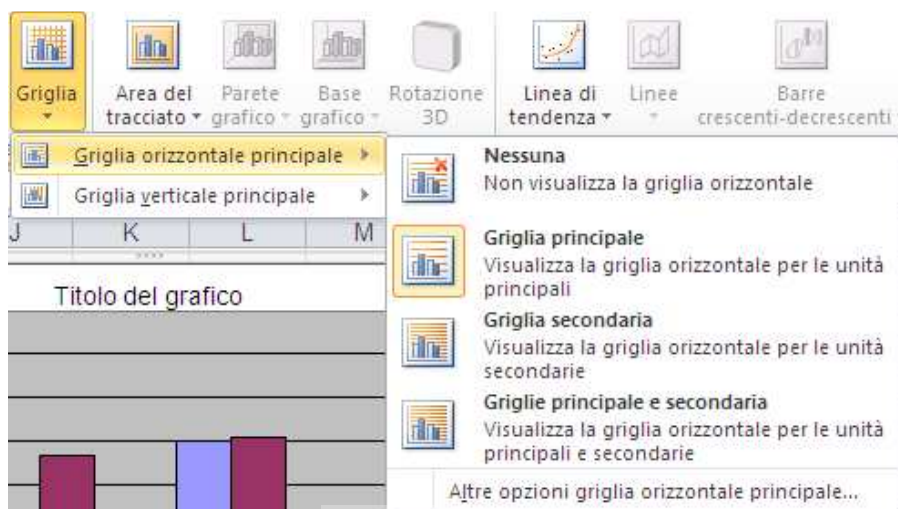 Griglia
Area del
tracciato
Parete
grafico
Base
grafico
Rotazione
3D
Linea di
tendenza
Linee
Barre
crescenti-decrescenti
Griglia orizzontale principale
Griglia verticale principale
J K L M
Titolo del grafico
Nessuna
Non visualizza la griglia orizzontale
Griglia principale
Visualizza la griglia orizzontale per le unità
principali
Griglia secondaria
Visualizza la griglia orizzontale per le unità
secondarie
Griglie principale e secondaria
Visualizza la griglia orizzontale per le unità
principali e secondarie
Altre opzioni griglia orizzontale principale...